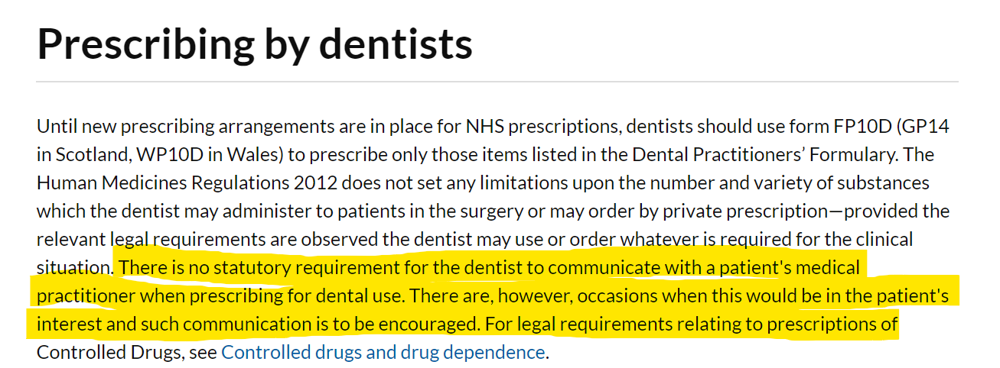 Prescribing by dentists
Until new prescribing arrangements are in place for NHS prescriptions, dentists should use form FP10D (GP14
in Scotland, WP10D in Wales) to prescribe only those items listed in the Dental Practitioners’ Formulary. The
Human Medicines Regulations 2012 does not set any limitations upon the number and variety of substances
which the dentist may administer to patients in the surgery or may order by private prescription—provided the
relevant legal requirements are observed the dentist may use or order whatever is required for the clinical
situation. There is no statutory requirement for the dentist to communicate with a patient's medical
practitioner when prescribing for dental use. There are, however, occasions when this would be in the patient's
interest and such communication is to be encouraged. For legal requirements relating to prescriptions of
Controlled Drugs, see Controlled drugs and drug dependence.